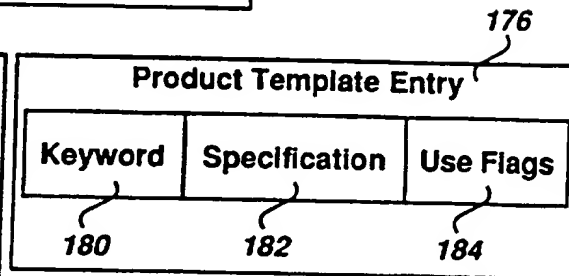 176
Product Template Entry
Keyword Specification Use Flags
180 182 184